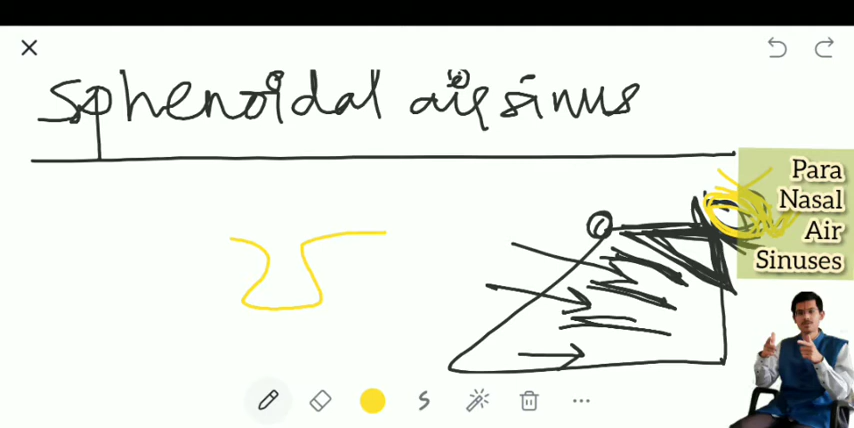 Sphenoidal air sinus
Para
Nasal
Air
Sinuses